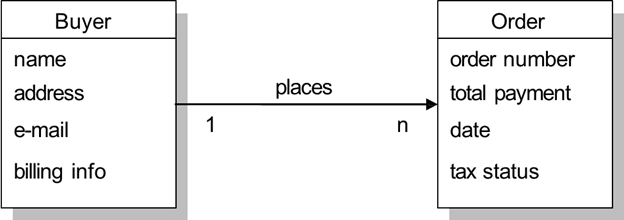 Buyer
name
address
e-mail
billing info
places
1
n
Order
order number
total payment
date
tax status